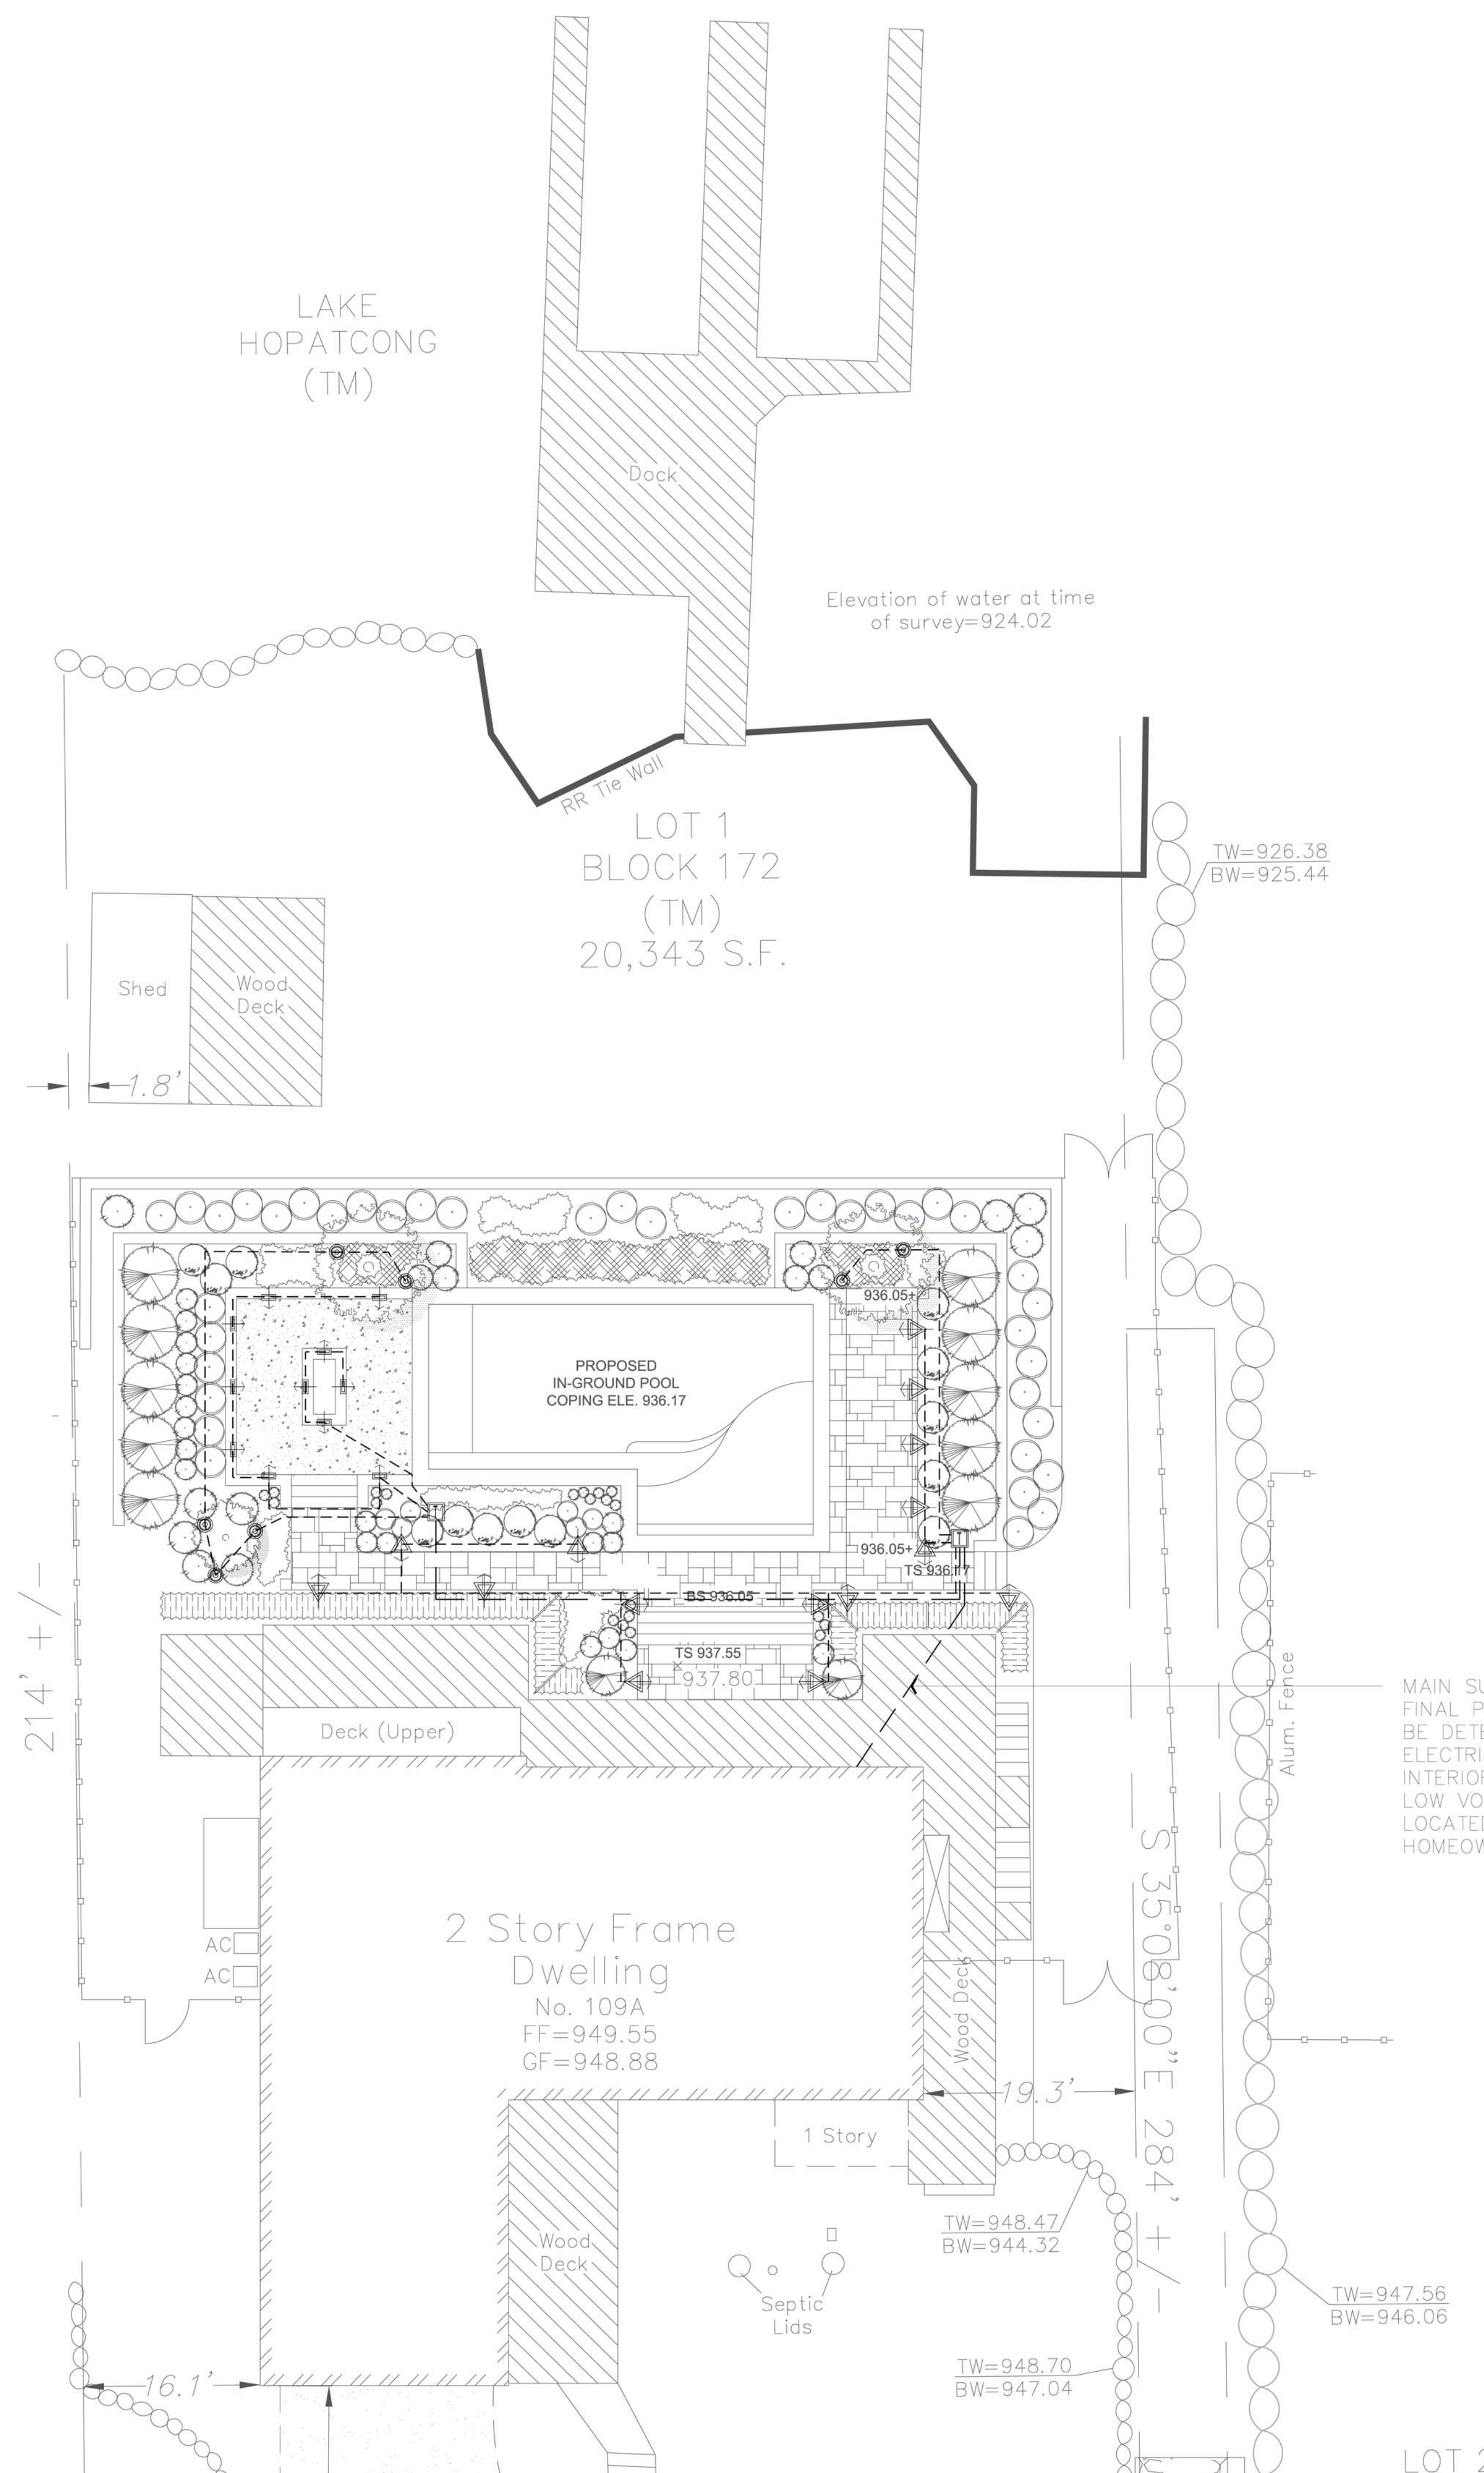 LAKE
HOPATCONG
(TM)
Dock
Elevation of water at time
of survey=924.02
RR Tie Wall
LOT 1
BLOCK 172
(TM)
20,343 S.F.
TW=926.38
BW=925.44
Shed
Wood
Deck
1.8'
936.05+
PROPOSED
IN-GROUND POOL
COPING ELE. 936.17
936.05+
TS 936.17
BS 936.05
TS 937.55
937.80
214' +/-
Deck (Upper)
Alum. Fence
MAIN SU
FINAL P
BE DETE
ELECTRI
INTERIOR
LOW VO
LOCATED
HOMEOW
S 35°08'00"E 284' +/-
AC
AC
2 Story Frame
Dwelling
No. 109A
FF=949.55
GF=948.88
Wood Deck
19.3'
1 Story
TW=948.47
BW=944.32
Wood
Deck
Septic
Lids
TW=947.56
BW=946.06
TW=948.70
BW=947.04
16.1'
LOT 2